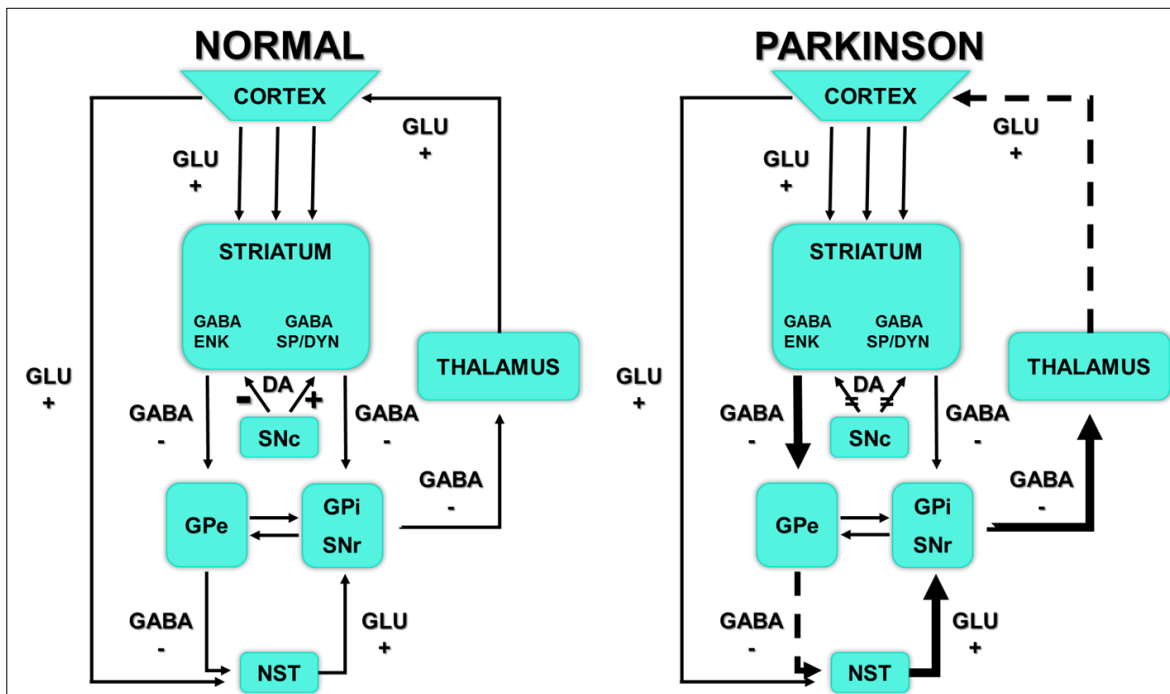 NORMAL
CORTEX
GLU
+
GLU
+
STRIATUM
GABA
ENK
GABA
SP/DYN
THALAMUS
GLU
+
DA
-
+
SNc
GABA
-
GABA
-
GABA
-
GPe
GPi
SNr
GABA
-
GLU
+
NST
PARKINSON
CORTEX
GLU
+
GLU
+
STRIATUM
GABA
ENK
GABA
SP/DYN
THALAMUS
GLU
+
DA
SNc
GABA
-
GABA
-
GABA
-
GPe
GPi
SNr
GABA
-
GLU
+
NST